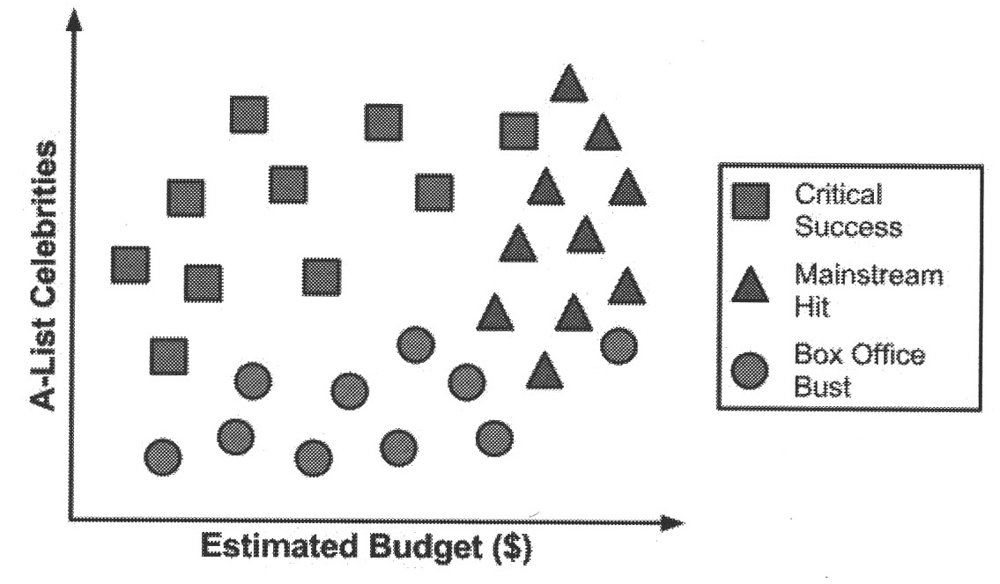 A-List Celebrities
Estimated Budget ($)
Critical
Success
Mainstream
Hit
Box Office
Bust